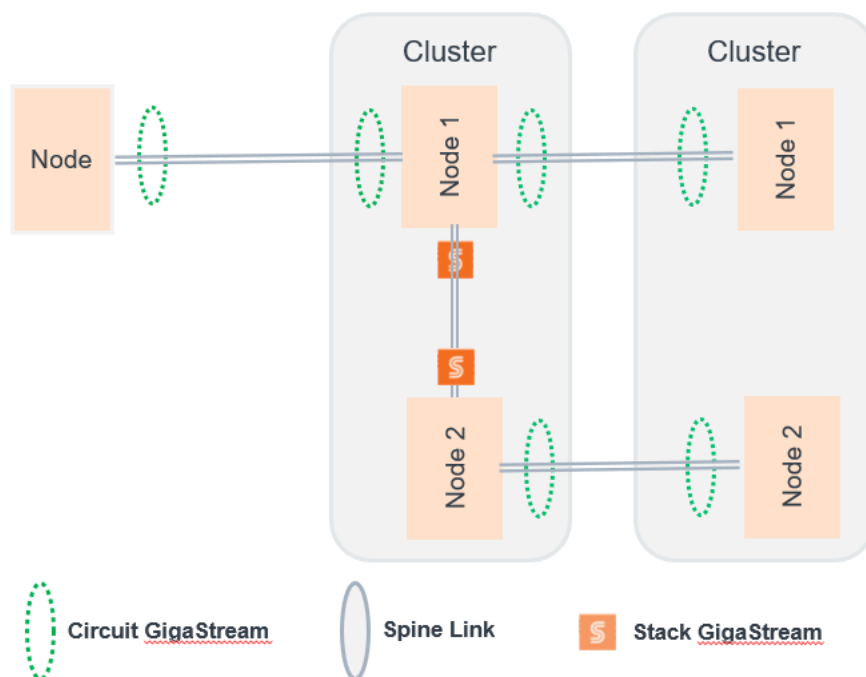 Cluster
Cluster
Node
Node 1
Node 1
S
S
Node 2
Node 2
Circuit GigaStream
Spine Link
S
Stack GigaStream